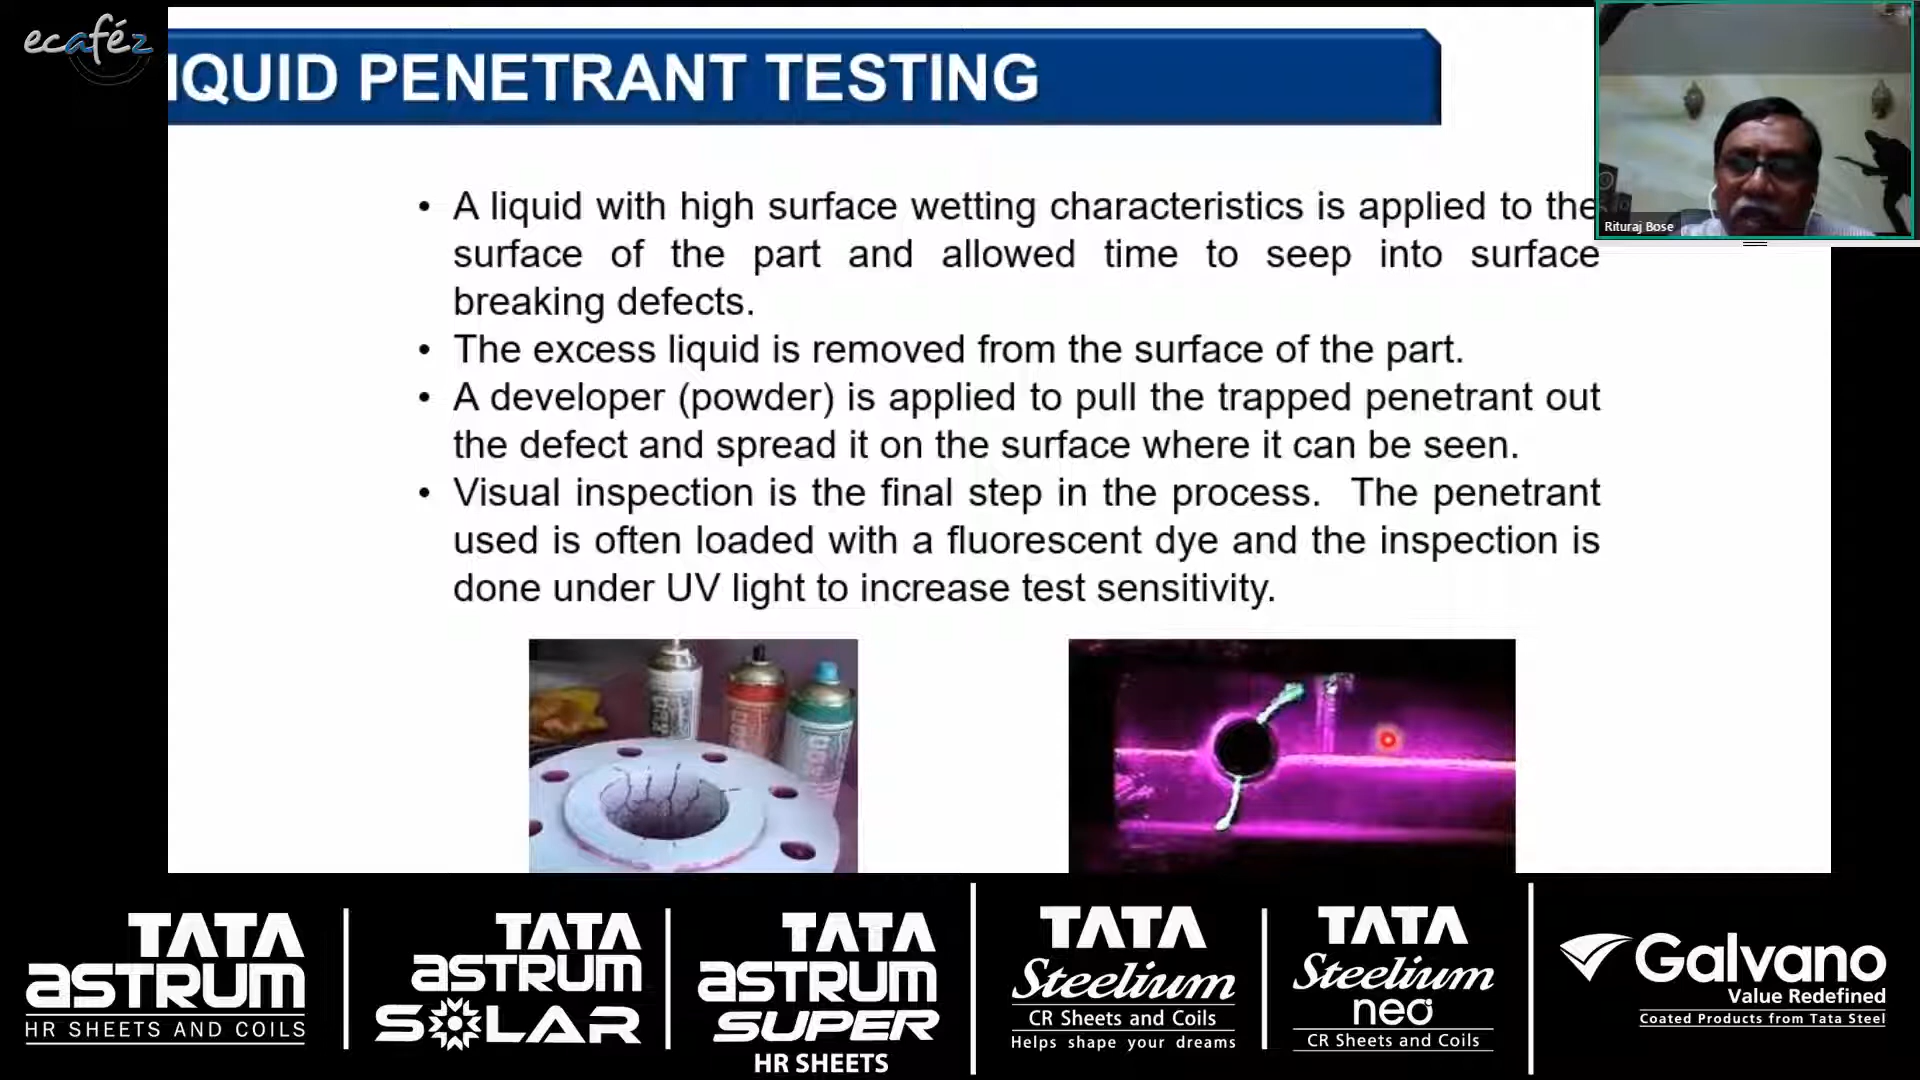 ecaféz
IQUID PENETRANT TESTING
Rituraj Bose
• A liquid with high surface wetting characteristics is applied to the
surface of the part and allowed time to seep into surface
breaking defects.
• The excess liquid is removed from the surface of the part.
• A developer (powder) is applied to pull the trapped penetrant out
the defect and spread it on the surface where it can be seen.
• Visual inspection is the final step in the process. The penetrant
used is often loaded with a fluorescent dye and the inspection is
done under UV light to increase test sensitivity.
TATA
ASTRUM
HR SHEETS AND COILS
TATA
ASTRUM
SOLAR
TATA
ASTRUM
SUPER
HR SHEETS
TATA
Steelium
CR Sheets and Coils
Helps shape your dreams
TATA
Steelium
neo
CR Sheets and Coils
Galvano
Value Redefined
Coated Products from Tata Steel